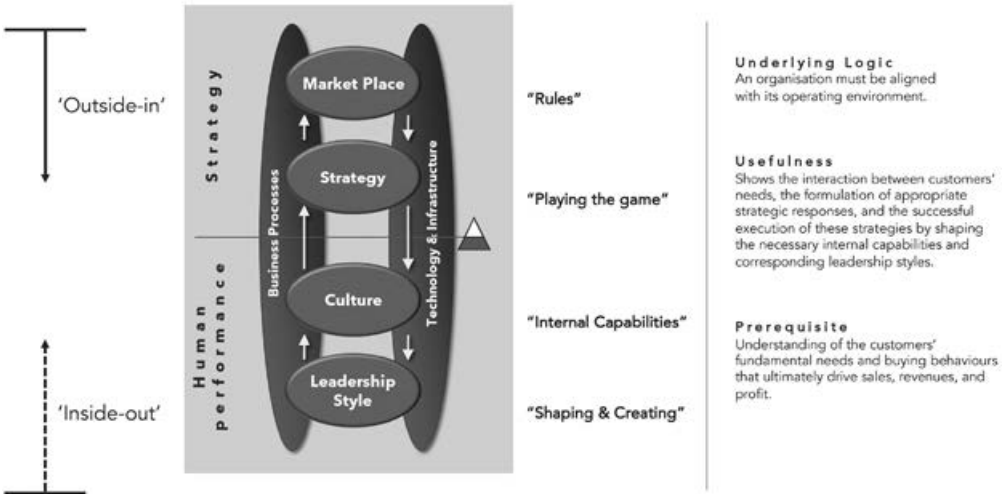 'Outside-in'
'Inside-out'
Strategy
Human
performance
Business Processes
Technology & Infrastructure
Market Place
Strategy
Culture
Leadership
Style
"Rules"
"Playing the game"
"Internal Capabilities"
"Shaping & Creating"
Underlying Logic
An organisation must be aligned
with its operating environment.
Usefulness
Shows the interaction between customers'
needs, the formulation of appropriate
strategic responses, and the successful
execution of these strategies by shaping
the necessary internal capabilities and
corresponding leadership styles.
Prerequisite
Understanding of the customers'
fundamental needs and buying behaviours
that ultimately drive sales, revenues, and
profit.